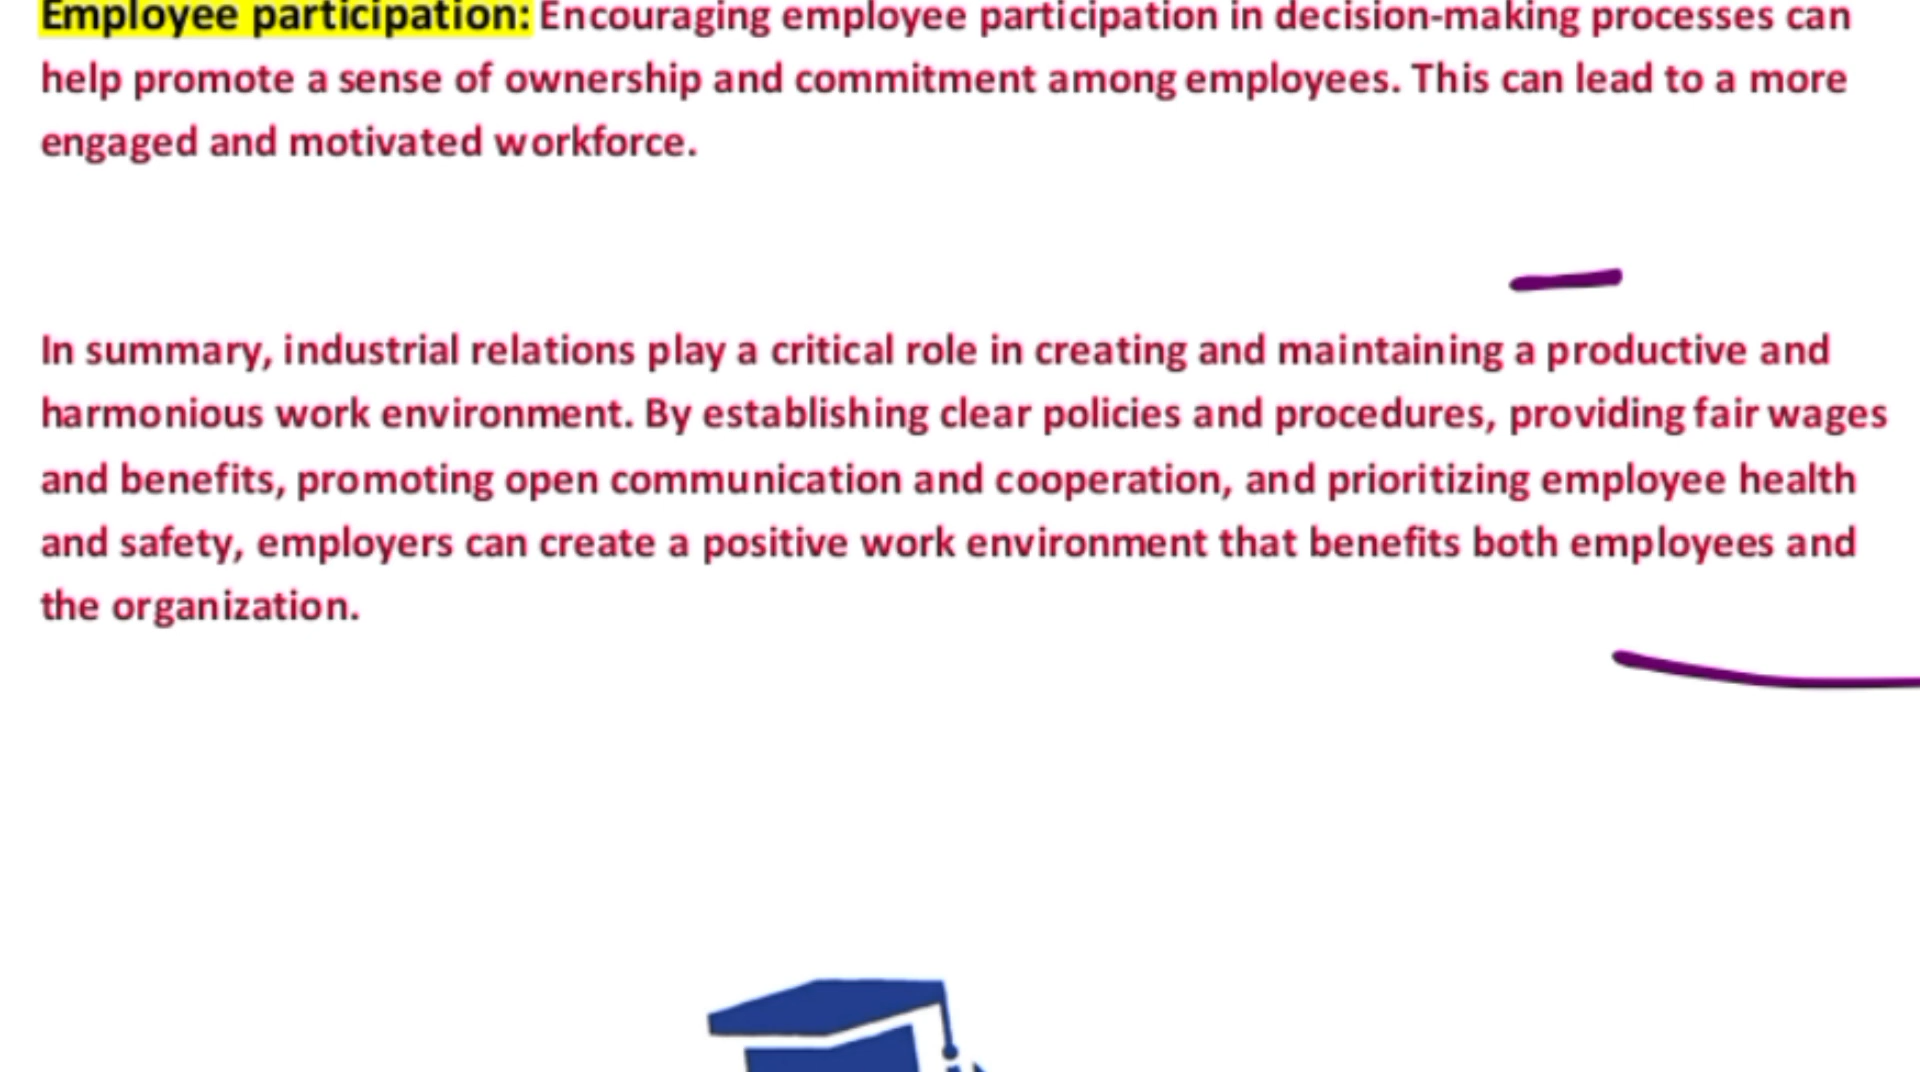 Employee participation: Encouraging employee participation in decision-making processes can
help promote a sense of ownership and commitment among employees. This can lead to a more
engaged and motivated workforce.
In summary, industrial relations play a critical role in creating and maintaining a productive and
harmonious work environment. By establishing clear policies and procedures, providing fair wages
and benefits, promoting open communication and cooperation, and prioritizing employee health
and safety, employers can create a positive work environment that benefits both employees and
the organization.